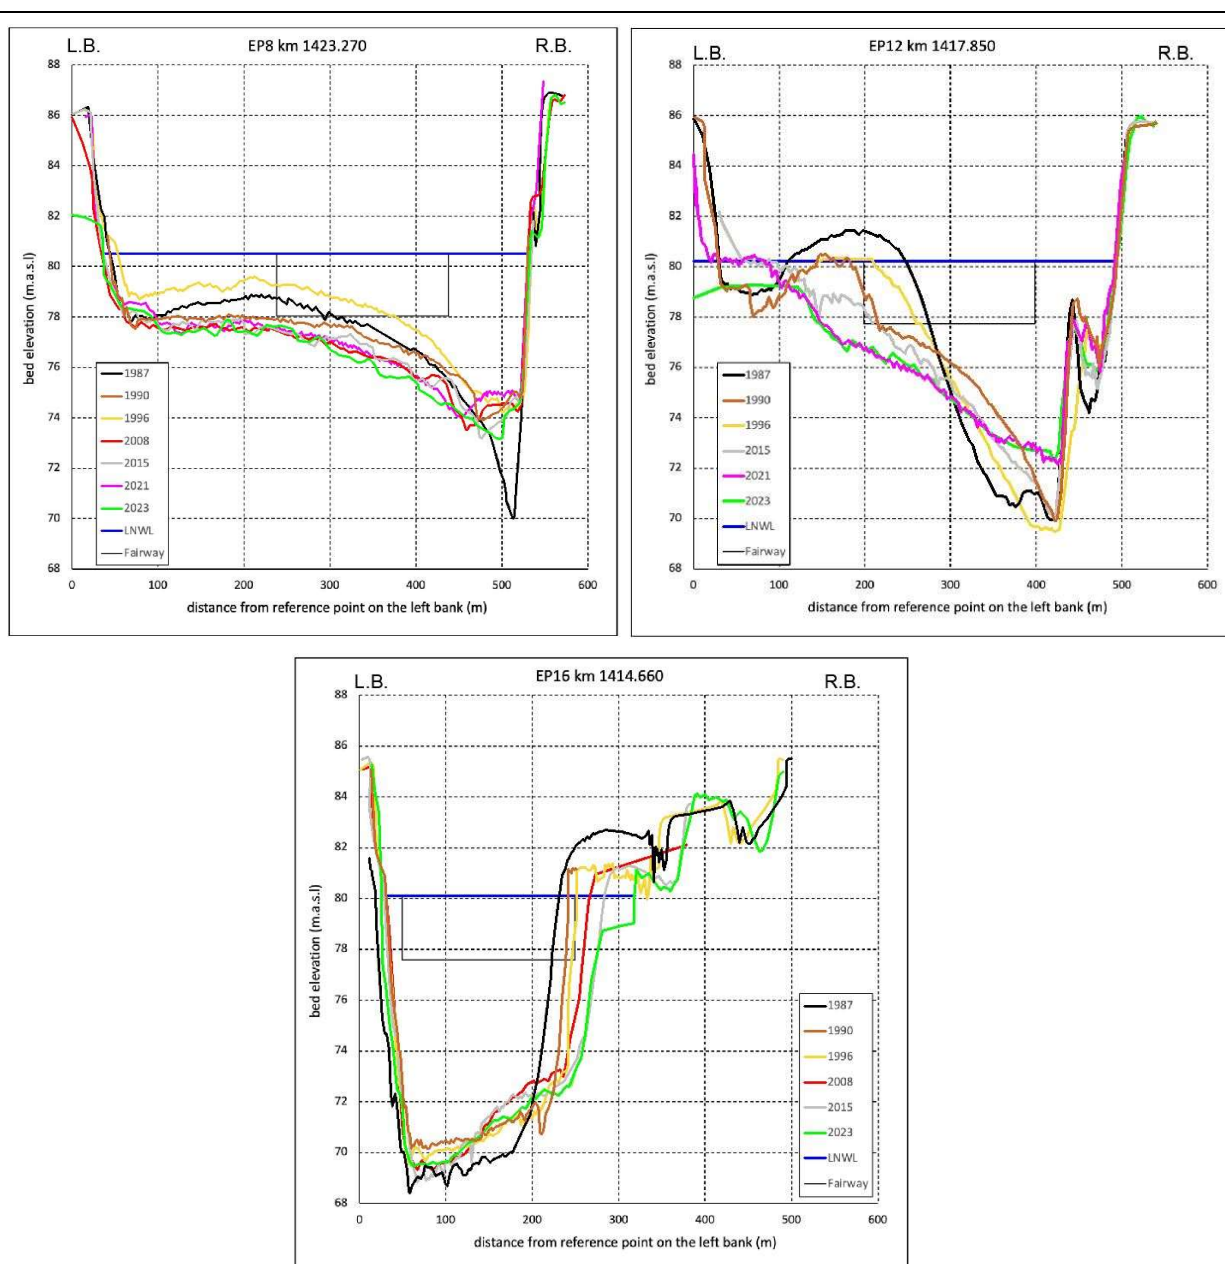 L.B. EP8 km 1423.270 R.B.
88
86
84
82
80
78
76
74
72
70
68
bed elevation (m.a.s.l)
1987
1990
1996
2008
2015
2021
2023
LNWL
Fairway
0 100 200 300 400 500 600
distance from reference point on the left bank (m)
L.B. EP12 km 1417.850 R.B.
88
86
84
82
80
78
76
74
72
70
68
bed elevation (m.a.s.l)
1987
1990
1996
2015
2021
2023
LNWL
Fairway
0 100 200 300 400 500 600
distance from reference point on the left bank (m)
L.B. EP16 km 1414.660 R.B.
88
86
84
82
80
78
76
74
72
70
68
bed elevation (m.a.s.l)
1987
1990
1996
2008
2015
2023
LNWL
Fairway
0 100 200 300 400 500 600
distance from reference point on the left bank (m)